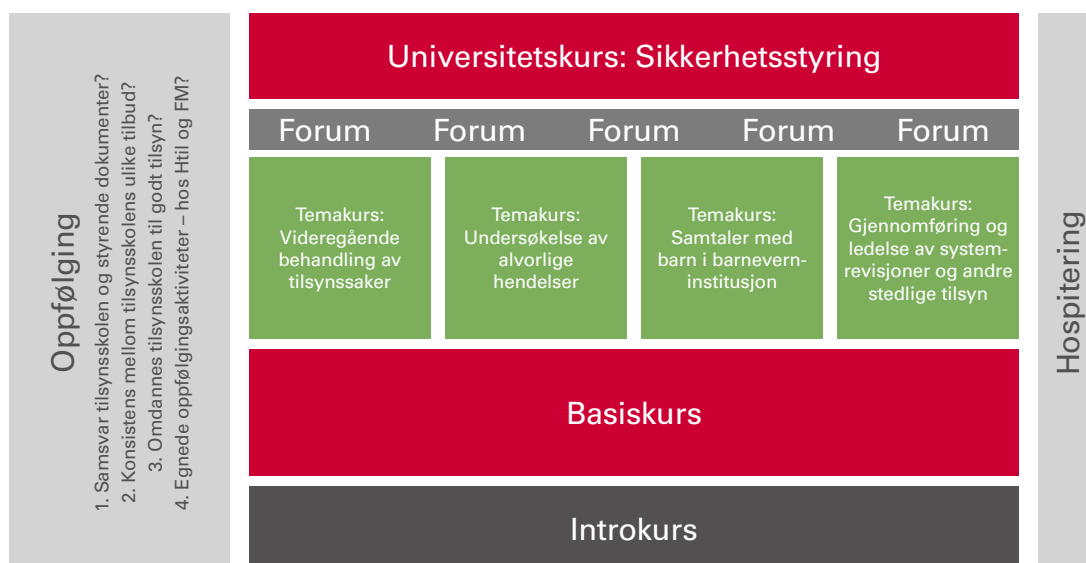 Oppfølging
1. Samsvar tilsynsskolen og styrende dokumenter?
2. Konsistens mellom tilsynsskolens ulike tilbud?
3. Omdannes tilsynsskolen til godt tilsyn?
4. Egnede oppfølgingsaktiviteter – hos Htil og FM?
Universitetskurs: Sikkerhetsstyring
Forum Forum Forum Forum Forum
Temakurs:
Videregående
behandling av
tilsynssaker
Temakurs:
Undersøkelse av
alvorlige
hendelser
Temakurs:
Samtaler med
barn i barnevern-
institusjon
Temakurs:
Gjennomføring og
ledelse av system-
revisjoner og andre
stedlige tilsyn
Basiskurs
Introkurs
Hospitering